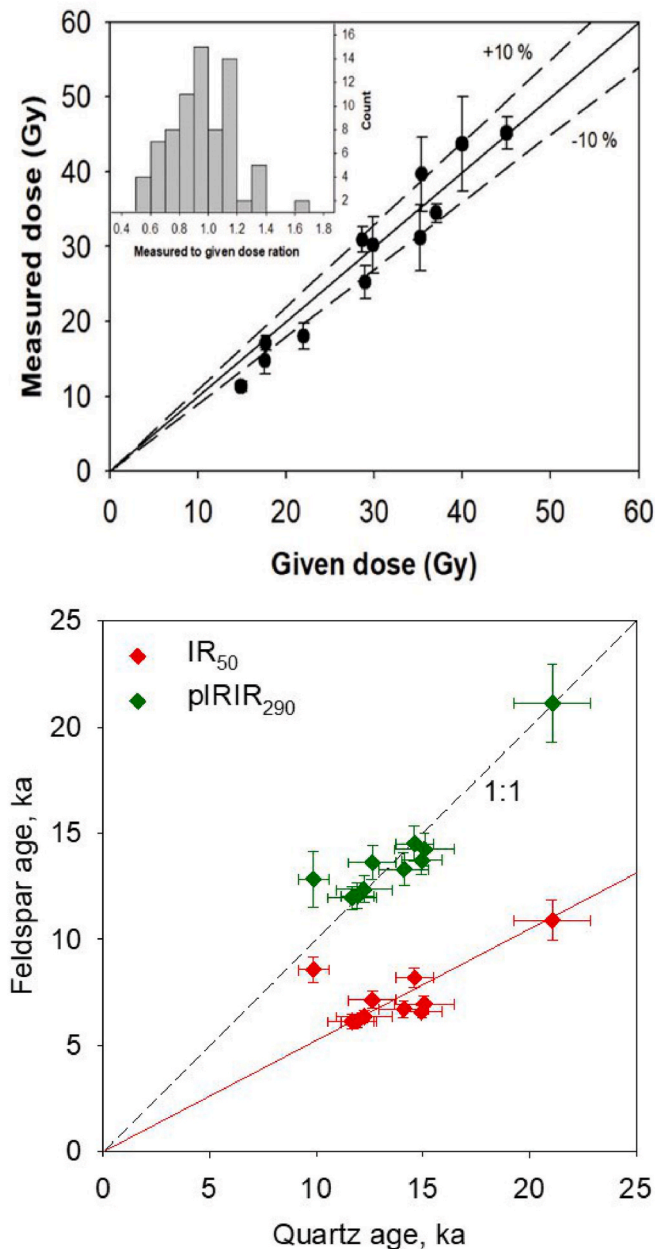 60
50
40
30
20
10
0
Measured dose (Gy)
16
14
12
10
8
6
4
2
Count
0.4 0.6 0.8 1.0 1.2 1.4 1.6 1.8
Measured to given dose ration
+10 %
-10 %
0 10 20 30 40 50 60
Given dose (Gy)
25
20
15
10
5
0
Feldspar age, ka
IR50
pIRIR290
1:1
0 5 10 15 20 25
Quartz age, ka